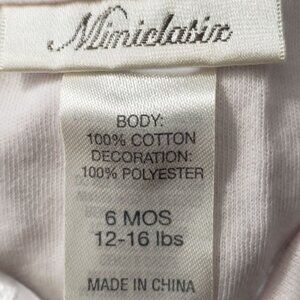 Miniclasix
BODY:
100% COTTON
DECORATION:
100% POLYESTER
6 MOS
12-16 lbs
MADE IN CHINA